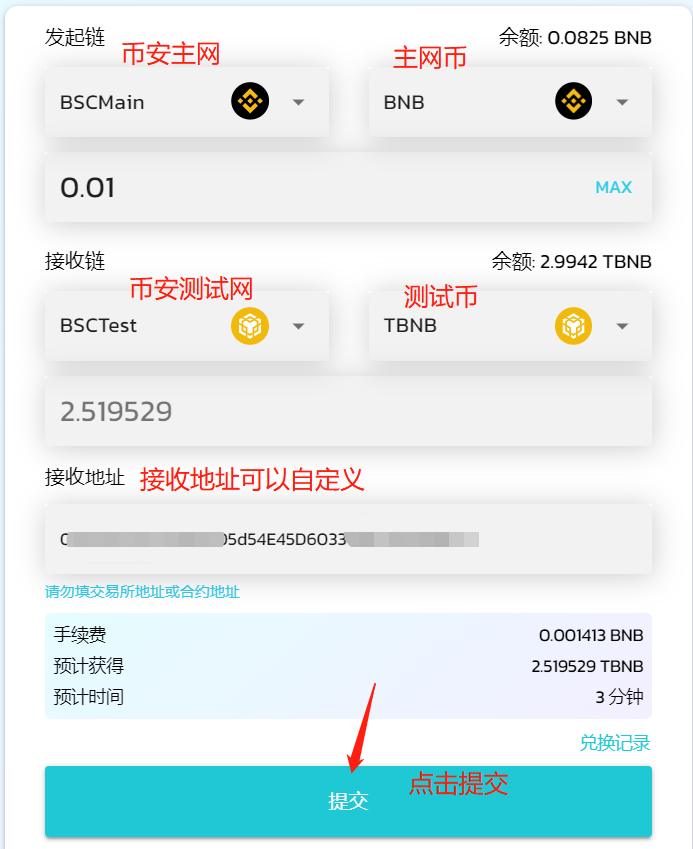 发起链 余额: 0.0825 BNB
币安主网 主网币
BSCMain BNB
0.01 MAX
接收链 余额: 2.9942 TBNB
币安测试网 测试币
BSCTest TBNB
2.519529
接收地址 接收地址可以自定义
05d54E45D6033
请勿填交易所地址或合约地址
手续费 0.001413 BNB
预计获得 2.519529 TBNB
预计时间 3 分钟
兑换记录
提交 点击提交